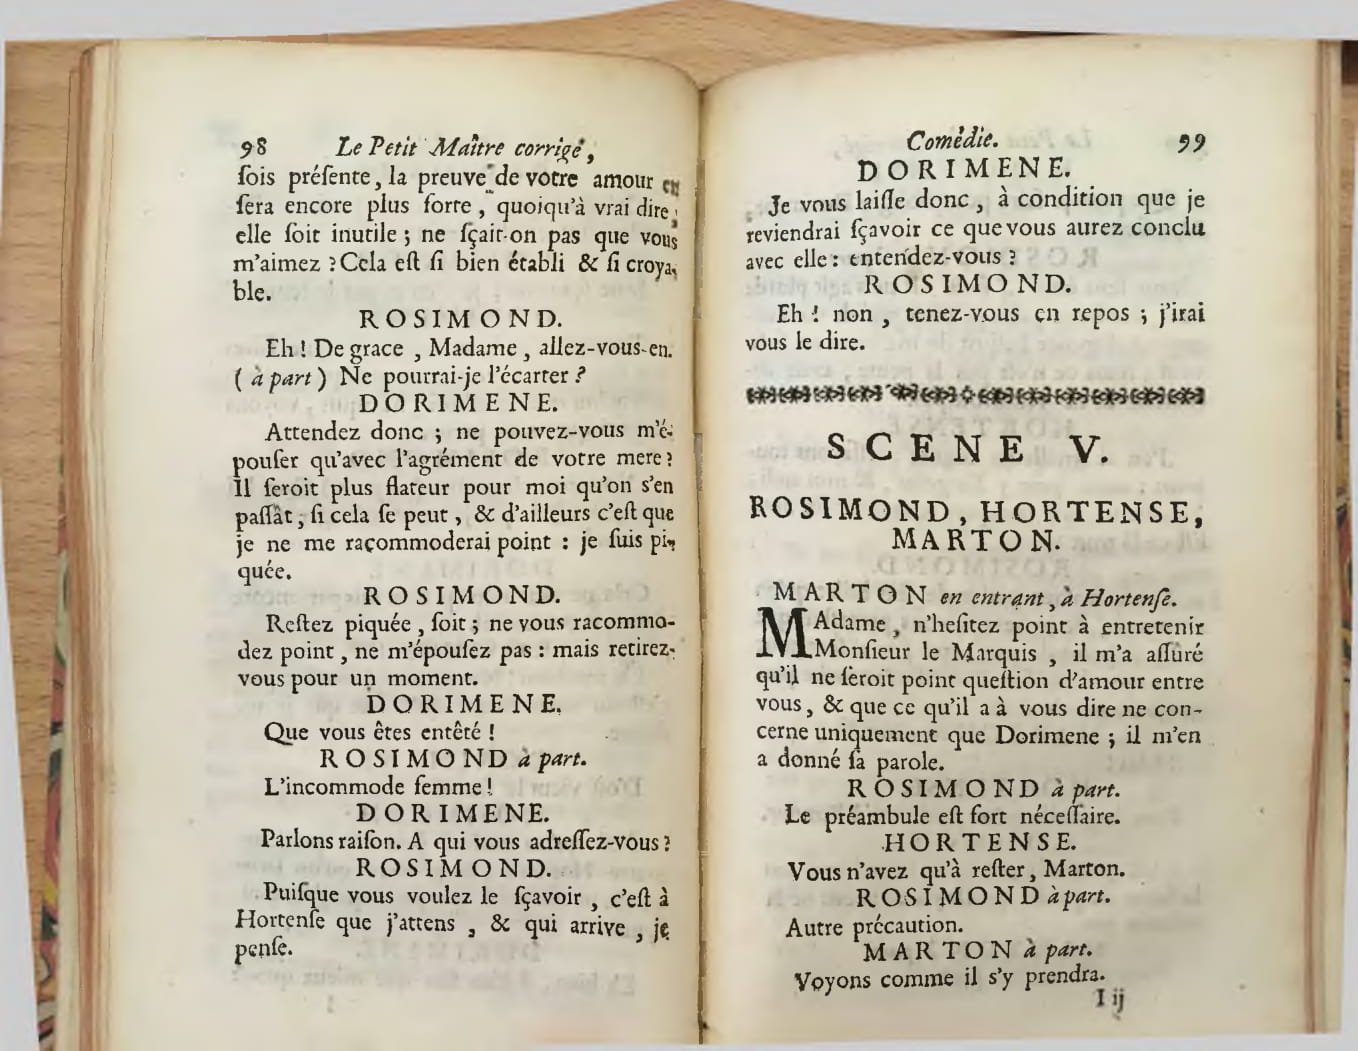 98 Le Petit Maître corrigé,
ſois préſente, la preuve de votre amour en
ſera encore plus forte, quoiqu'à vrai dire,
elle ſoit inutile ; ne ſçait-on pas que vous
m'aimez ? Cela eſt ſi bien établi & ſi croya-
ble.
ROSIMOND.
Eh ! De grace, Madame, allez-vous-en.
( à part ) Ne pourrai-je l'écarter ?
DORIMENE.
Attendez donc ; ne pouvez-vous m'é-
pouſer qu'avec l'agrément de votre mere ?
Il ſeroit plus flateur pour moi qu'on s'en
paſſât, ſi cela ſe peut, & d'ailleurs c'eſt que
je ne me raçommoderai point : je ſuis pi-
quée.
ROSIMOND.
Reſtez piquée, ſoit ; ne vous racommo-
dez point, ne m'épouſez pas : mais retirez-
vous pour un moment.
DORIMENE.
Que vous êtes entêté !
ROSIMOND à part.
L'incommode femme !
DORIMENE.
Parlons raiſon. A qui vous adreſſez-vous ?
ROSIMOND.
Puiſque vous voulez le ſçavoir, c'eſt à
Hortenſe que j'attens, & qui arrive, je
penſe.
Comédie. 99
DORIMENE.
Je vous laiſſe donc, à condition que je
reviendrai ſçavoir ce que vous aurez conclu
avec elle : entendez-vous ?
ROSIMOND.
Eh ! non, tenez-vous en repos ; j'irai
vous le dire.
SCENE V.
ROSIMOND, HORTENSE,
MARTON.
MARTON en entrant, à Hortenſe.
MAdame, n'heſitez point à entretenir
Monſieur le Marquis, il m'a aſſuré
qu'il ne ſeroit point queſtion d'amour entre
vous, & que ce qu'il a à vous dire ne con-
cerne uniquement que Dorimene ; il m'en
a donné ſa parole.
ROSIMOND à part.
Le préambule eſt fort néceſſaire.
HORTENSE.
Vous n'avez qu'à reſter, Marton.
ROSIMOND à part.
Autre précaution.
MARTON à part.
Voyons comme il s'y prendra.
I ij